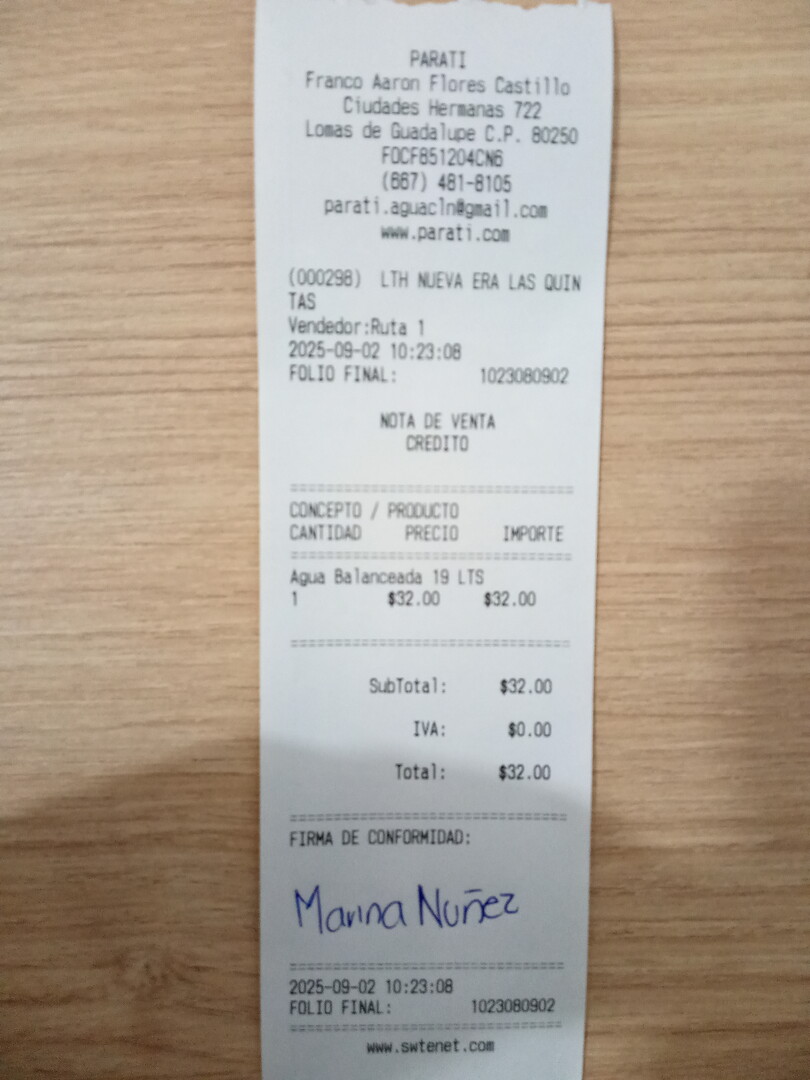 PARATI
Franco Aaron Flores Castillo
Ciudades Hermanas 722
Lomas de Guadalupe C.P. 80250
FOCF851204CN6
(667) 481-8105
parati.aguacln@gmail.com
www.parati.com
(000298) LTH NUEVA ERA LAS QUIN
TAS
Vendedor:Ruta 1
2025-09-02 10:23:08
FOLIO FINAL: 1023080902
NOTA DE VENTA
CREDITO
CONCEPTO / PRODUCTO
CANTIDAD PRECIO IMPORTE
Agua Balanceada 19 LTS
1 $32.00 $32.00
SubTotal: $32.00
IVA: $0.00
Total: $32.00
FIRMA DE CONFORMIDAD:
Marina Nuñez
2025-09-02 10:23:08
FOLIO FINAL: 1023080902
www.swtenet.com